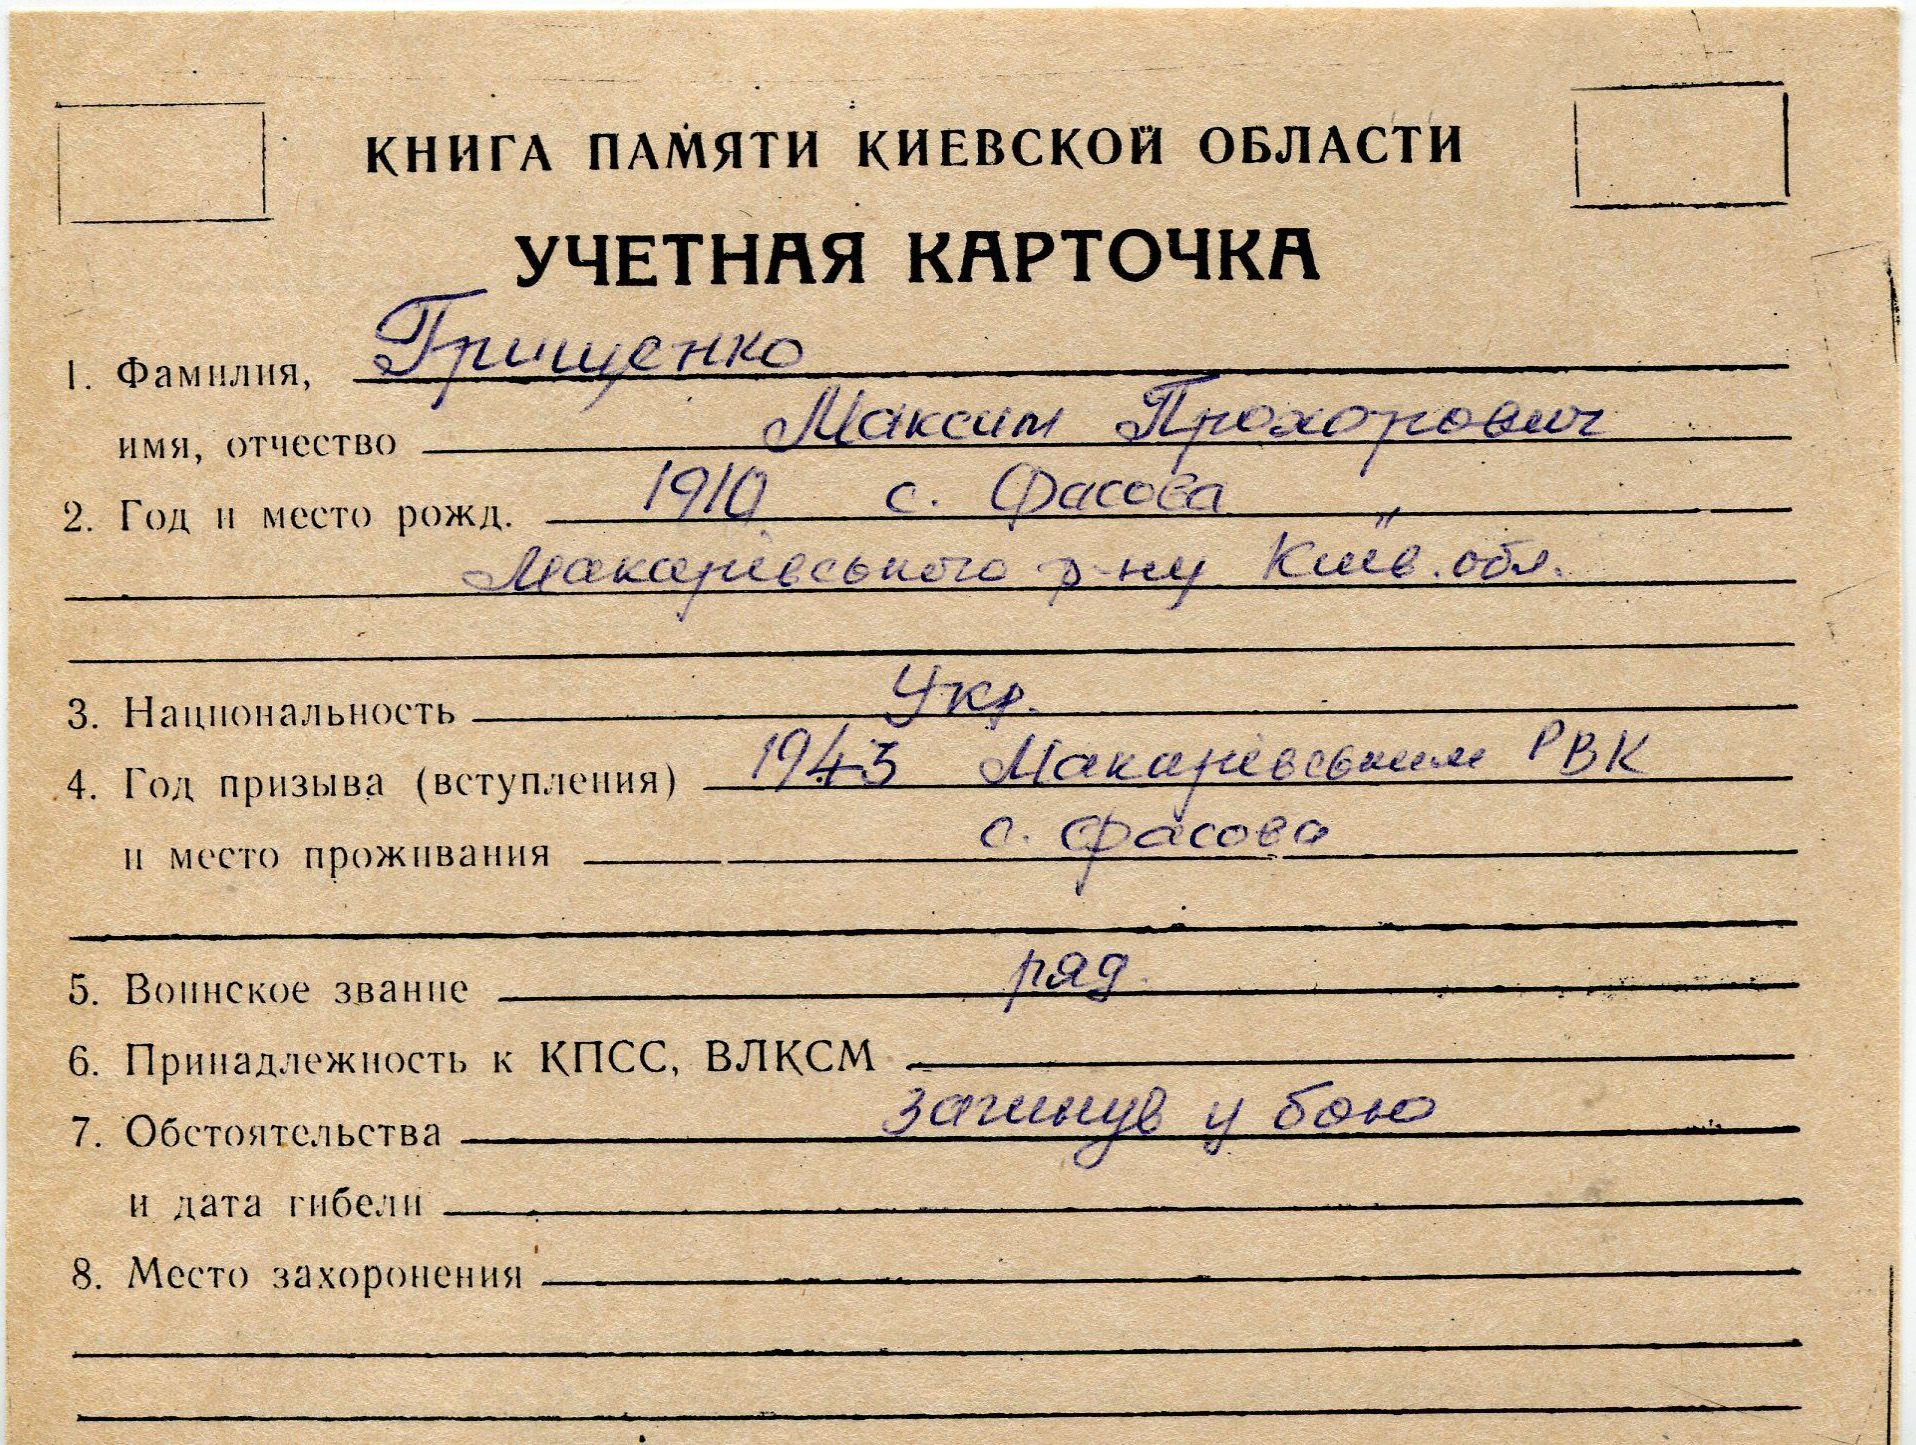 КНИГА ПАМЯТИ КИЕВСКОЙ ОБЛАСТИ
УЧЕТНАЯ КАРТОЧКА
1. Фамилия, Грищенко
имя, отчество Максим Прохорович
2. Год и место рожд. 1910 с. Фасова
Макарівського р-ну Київ. обл.
3. Национальность Укр.
4. Год призыва (вступления) 1943 Макарівським РВК
и место проживания с. Фасова
5. Воинское звание ряд.
6. Принадлежность к КПСС, ВЛКСМ
7. Обстоятельства загинув у бою
и дата гибели
8. Место захоронения